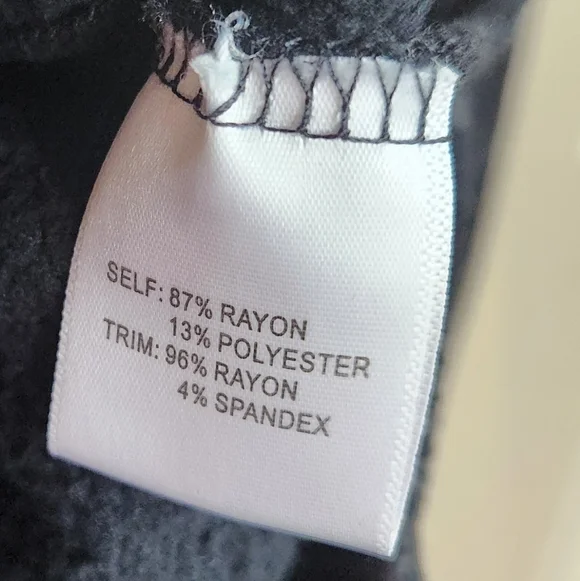 SELF: 87% RAYON
13% POLYESTER
TRIM: 96% RAYON
4% SPANDEX